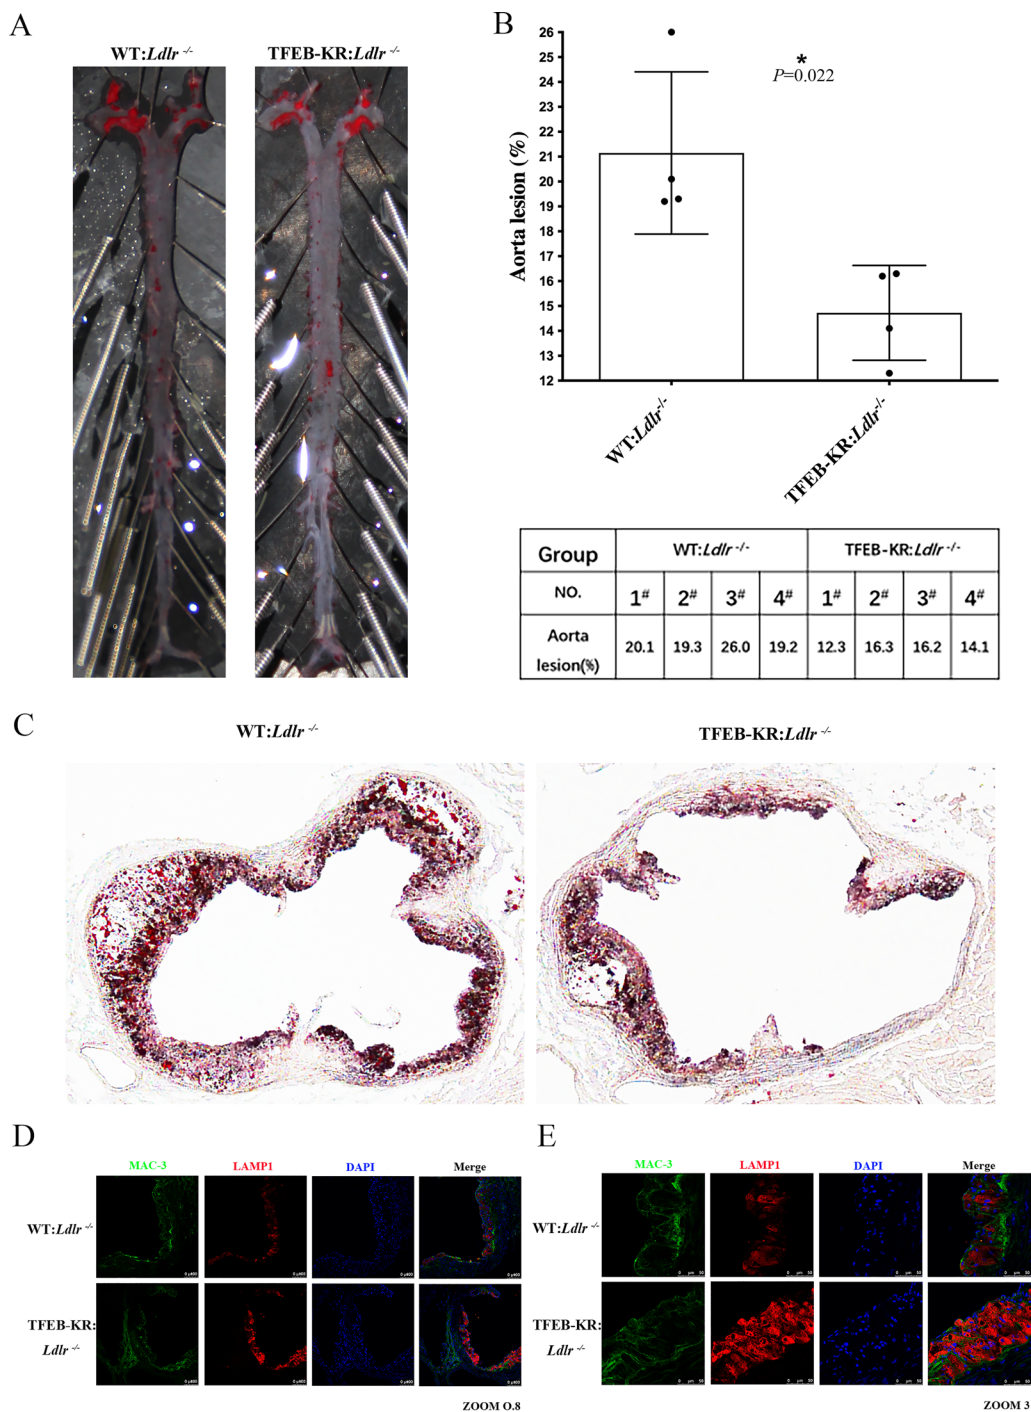 A
WT:Ldlr -/-
TFEB-KR:Ldlr -/-
B
26
25
24
23
22
21
20
19
18
17
16
15
14
13
12
Aorta lesion (%)
*
P=0.022
WT:Ldlr-/-
TFEB-KR:Ldlr-/-
Group WT:Ldlr -/- TFEB-KR:Ldlr -/-
NO. 1# 2# 3# 4# 1# 2# 3# 4#
Aorta lesion(%) 20.1 19.3 26.0 19.2 12.3 16.3 16.2 14.1
C
WT:Ldlr -/-
TFEB-KR:Ldlr -/-
D
MAC-3 LAMP1 DAPI Merge
WT:Ldlr -/-
TFEB-KR:
Ldlr -/-
ZOOM O.8
E
MAC-3 LAMP1 DAPI Merge
WT:Ldlr -/-
TFEB-KR:
Ldlr -/-
ZOOM 3